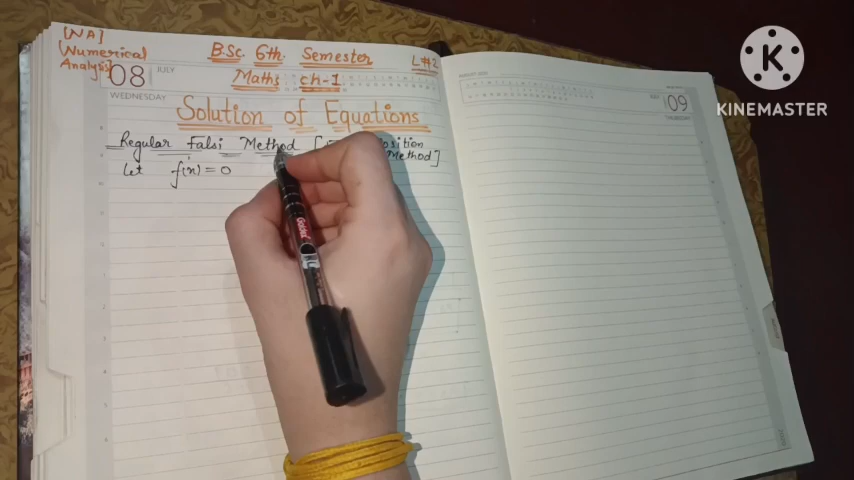 [NA]
[Numerical
Analysis]
B.Sc. 6th Semester
L#2
Maths ch-1
08
JULY
WEDNESDAY
Solution of Equations
Regular Falsi Method [
Method]
Let f(x) = 0
09
THURSDAY
KINEMASTER